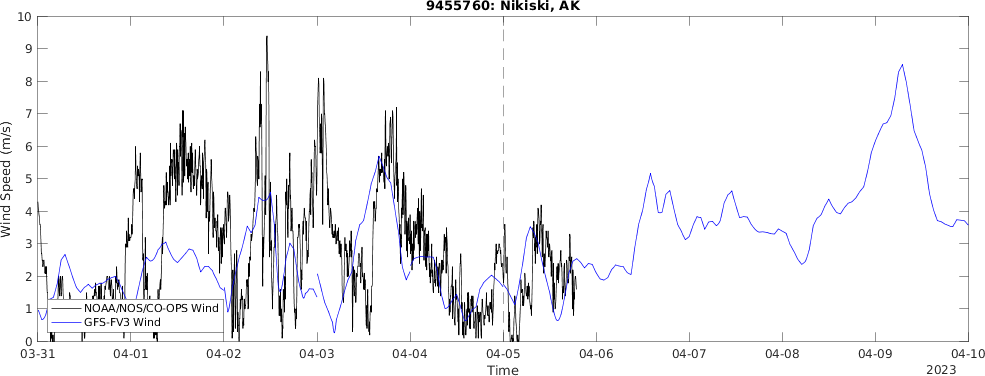 9455760: Nikiski, AK
10
9
8
7
6
5
4
3
2
1
0
Wind Speed (m/s)
NOAA/NOS/CO-OPS Wind
GFS-FV3 Wind
03-31 04-01 04-02 04-03 04-04 04-05 04-06 04-07 04-08 04-09 04-10
Time
2023